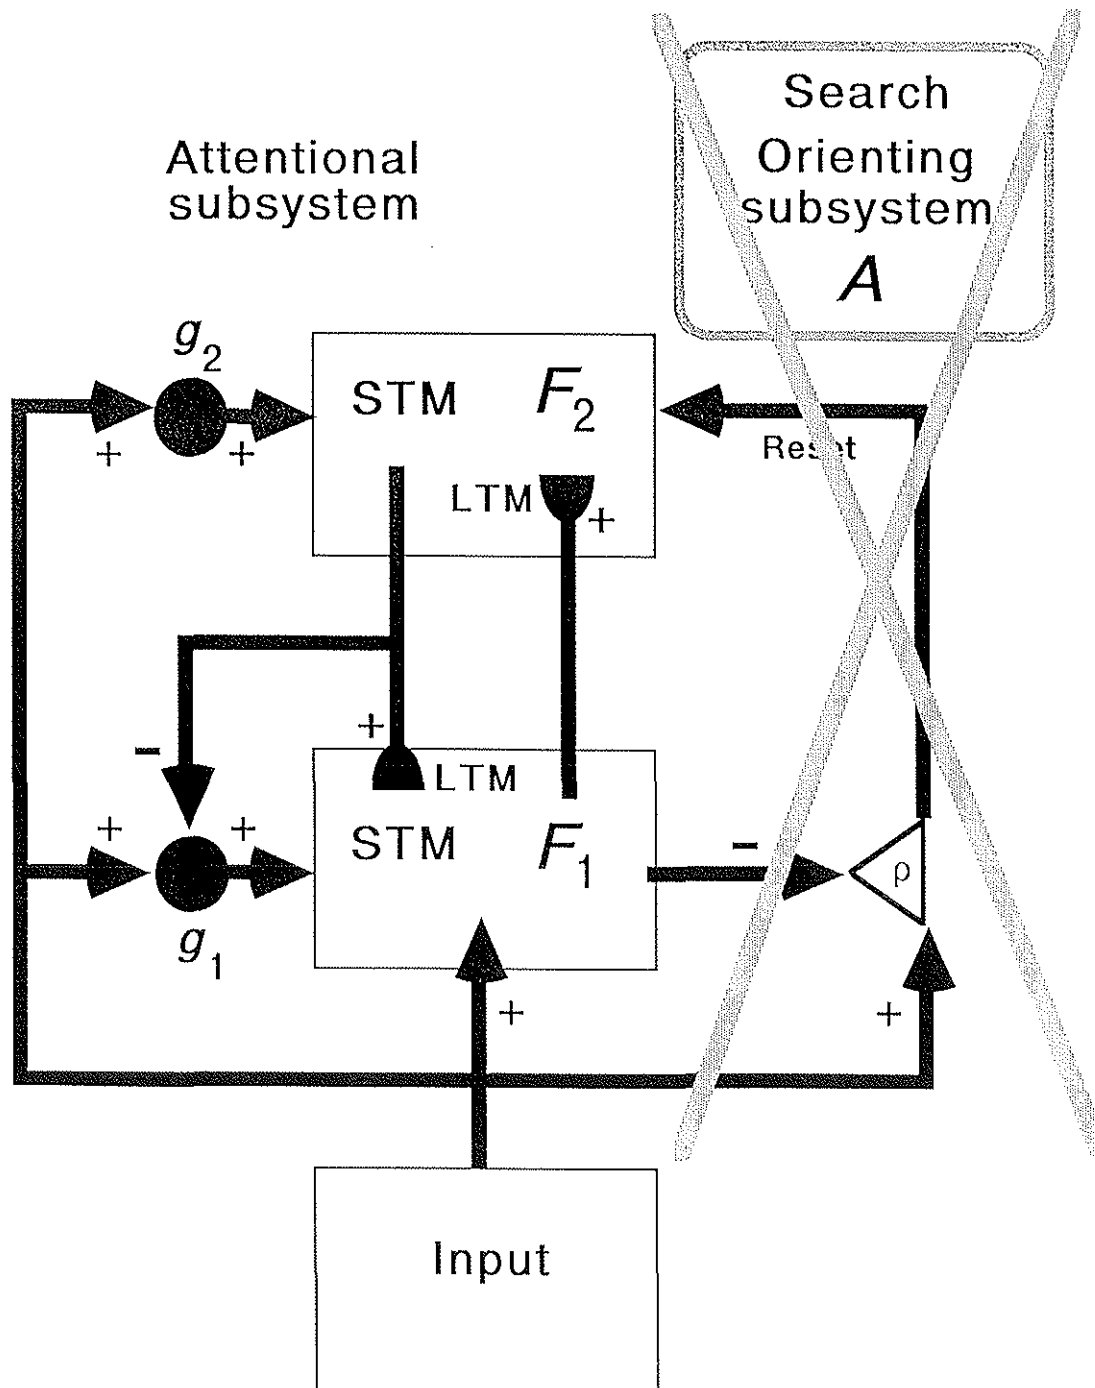 Search
Orienting
subsystem
A
Attentional
subsystem
g2
+
+
STM F2
Reset
LTM
+
+
LTM
-
+
+
STM F1
-
ρ
g1
+
+
Input